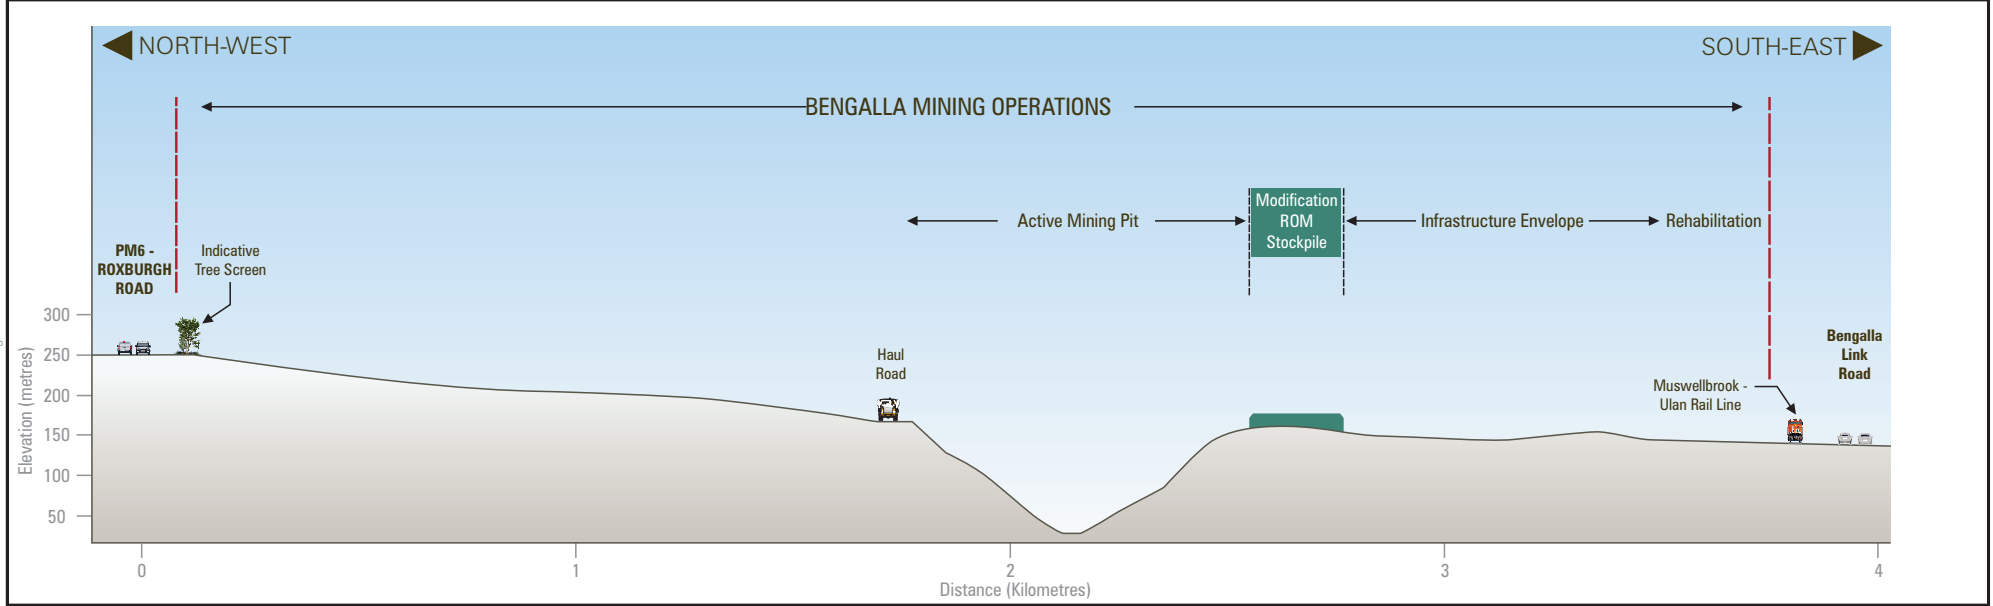 NORTH-WEST
SOUTH-EAST
BENGALLA MINING OPERATIONS
Modification
ROM
Stockpile
Active Mining Pit
Infrastructure Envelope
Rehabilitation
PM6 -
ROXBURGH
ROAD
Indicative
Tree Screen
Haul
Road
Bengalla
Link
Road
Muswellbrook -
Ulan Rail Line
Elevation (metres)
300
250
200
150
100
50
0
1
2
3
4
Distance (Kilometres)